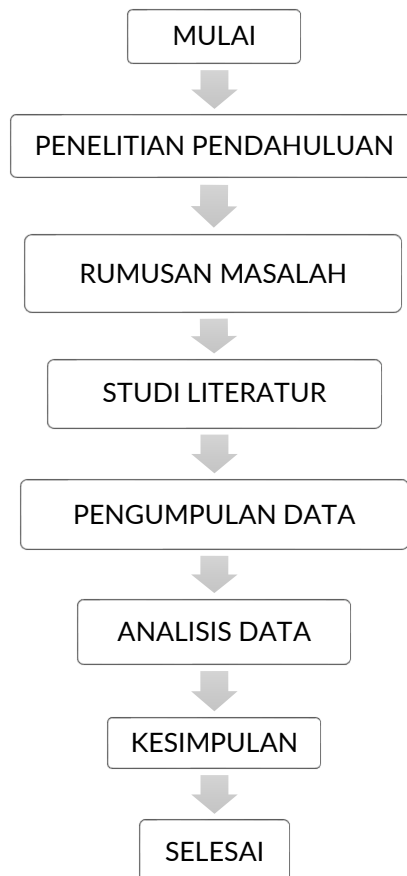 MULAI
PENELITIAN PENDAHULUAN
RUMUSAN MASALAH
STUDI LITERATUR
PENGUMPULAN DATA
ANALISIS DATA
KESIMPULAN
SELESAI